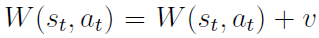 W(s_t, a_t) = W(s_t, a_t) + v